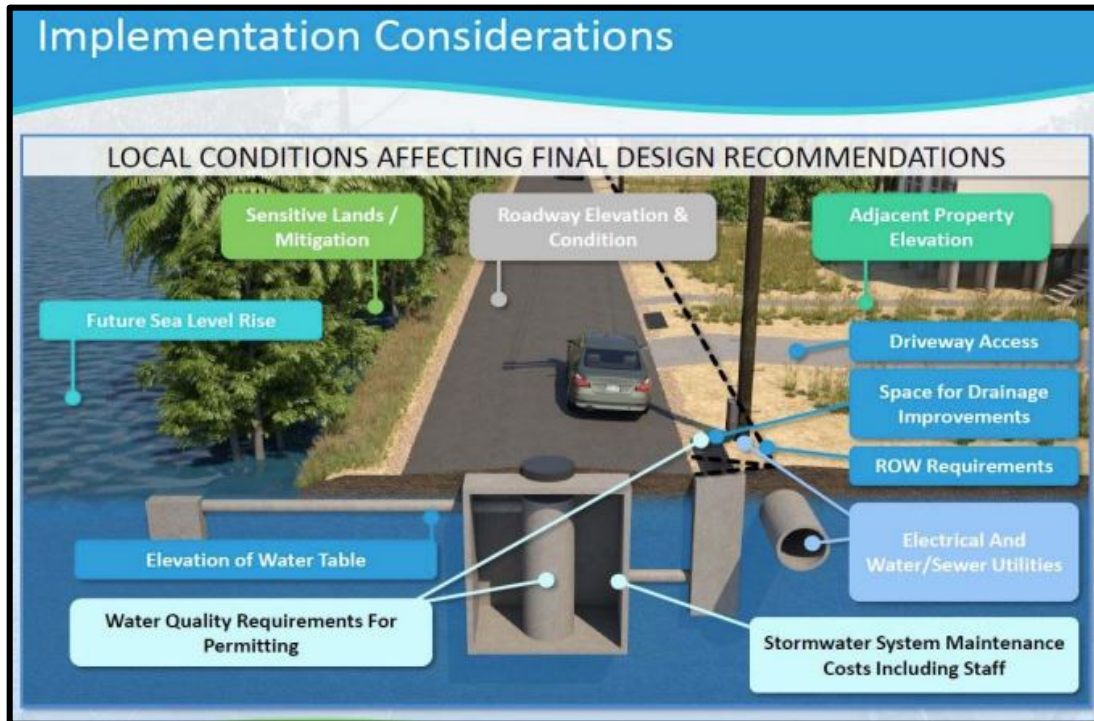 Implementation Considerations
LOCAL CONDITIONS AFFECTING FINAL DESIGN RECOMMENDATIONS
Sensitive Lands /
Mitigation
Roadway Elevation &
Condition
Adjacent Property
Elevation
Future Sea Level Rise
Driveway Access
Space for Drainage
Improvements
ROW Requirements
Elevation of Water Table
Electrical And
Water/Sewer Utilities
Water Quality Requirements For
Permitting
Stormwater System Maintenance
Costs Including Staff